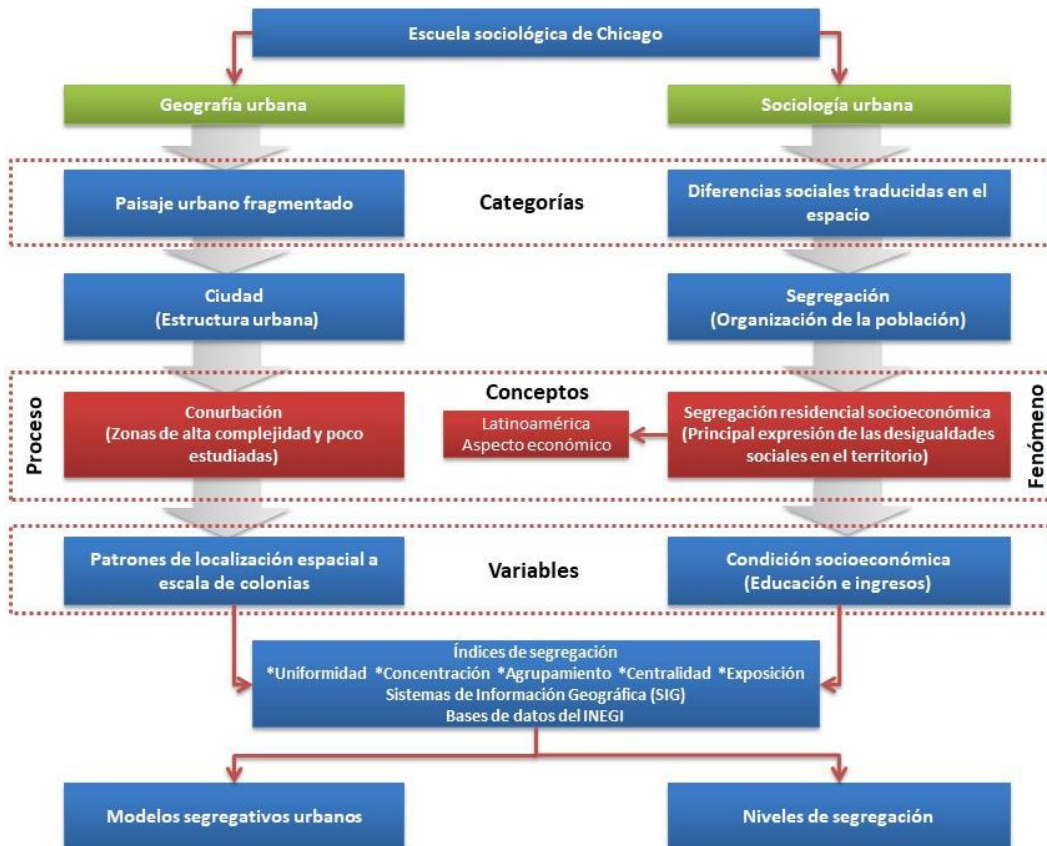 Escuela sociológica de Chicago
Geografía urbana
Sociología urbana
Paisaje urbano fragmentado
Categorías
Diferencias sociales traducidas en el
espacio
Ciudad
(Estructura urbana)
Segregación
(Organización de la población)
Proceso
Conurbación
(Zonas de alta complejidad y poco
estudiadas)
Conceptos
Latinoamérica
Aspecto económico
Segregación residencial socioeconómica
(Principal expresión de las desigualdades
sociales en el territorio)
Fenómeno
Patrones de localización espacial a
escala de colonias
Variables
Condición socioeconómica
(Educación e ingresos)
Índices de segregación
*Uniformidad *Concentración *Agrupamiento *Centralidad *Exposición
Sistemas de Información Geográfica (SIG)
Bases de datos del INEGI
Modelos segregativos urbanos
Niveles de segregación